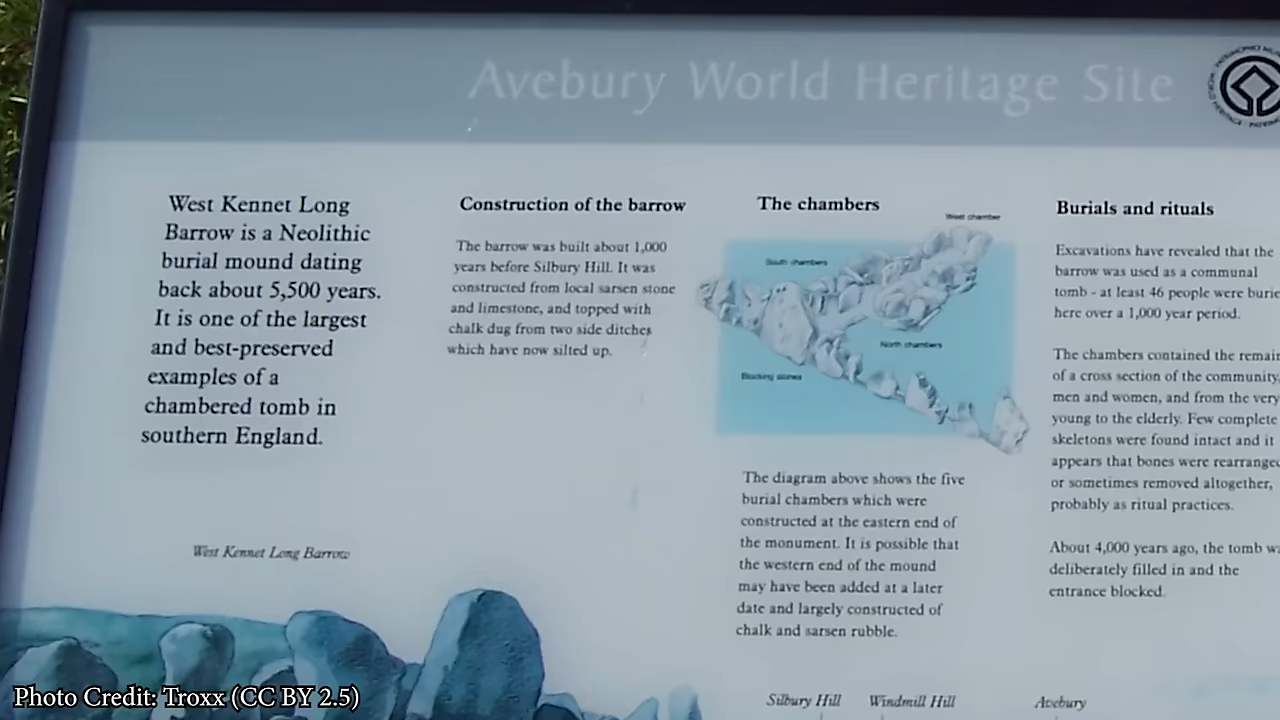 Avebury World Heritage Site
West Kennet Long
Barrow is a Neolithic
burial mound dating
back about 5,500 years.
It is one of the largest
and best-preserved
examples of a
chambered tomb in
southern England.
West Kennet Long Barrow
Construction of the barrow
The barrow was built about 1,000
years before Silbury Hill. It was
constructed from local sarsen stone
and limestone, and topped with
chalk dug from two side ditches
which have now silted up.
The chambers
West chamber
South chambers
North chambers
Blocking stones
The diagram above shows the five
burial chambers which were
constructed at the eastern end of
the monument. It is possible that
the western end of the mound
may have been added at a later
date and largely constructed of
chalk and sarsen rubble.
Burials and rituals
Excavations have revealed that the
barrow was used as a communal
tomb - at least 46 people were burie
here over a 1,000 year period.
The chambers contained the remai
of a cross section of the community,
men and women, and from the very
young to the elderly. Few complete
skeletons were found intact and it
appears that bones were rearrange
or sometimes removed altogether,
probably as ritual practices.
About 4,000 years ago, the tomb w
deliberately filled in and the
entrance blocked.
Silbury Hill
Windmill Hill
Avebury
Photo Credit: Troxx (CC BY 2.5)